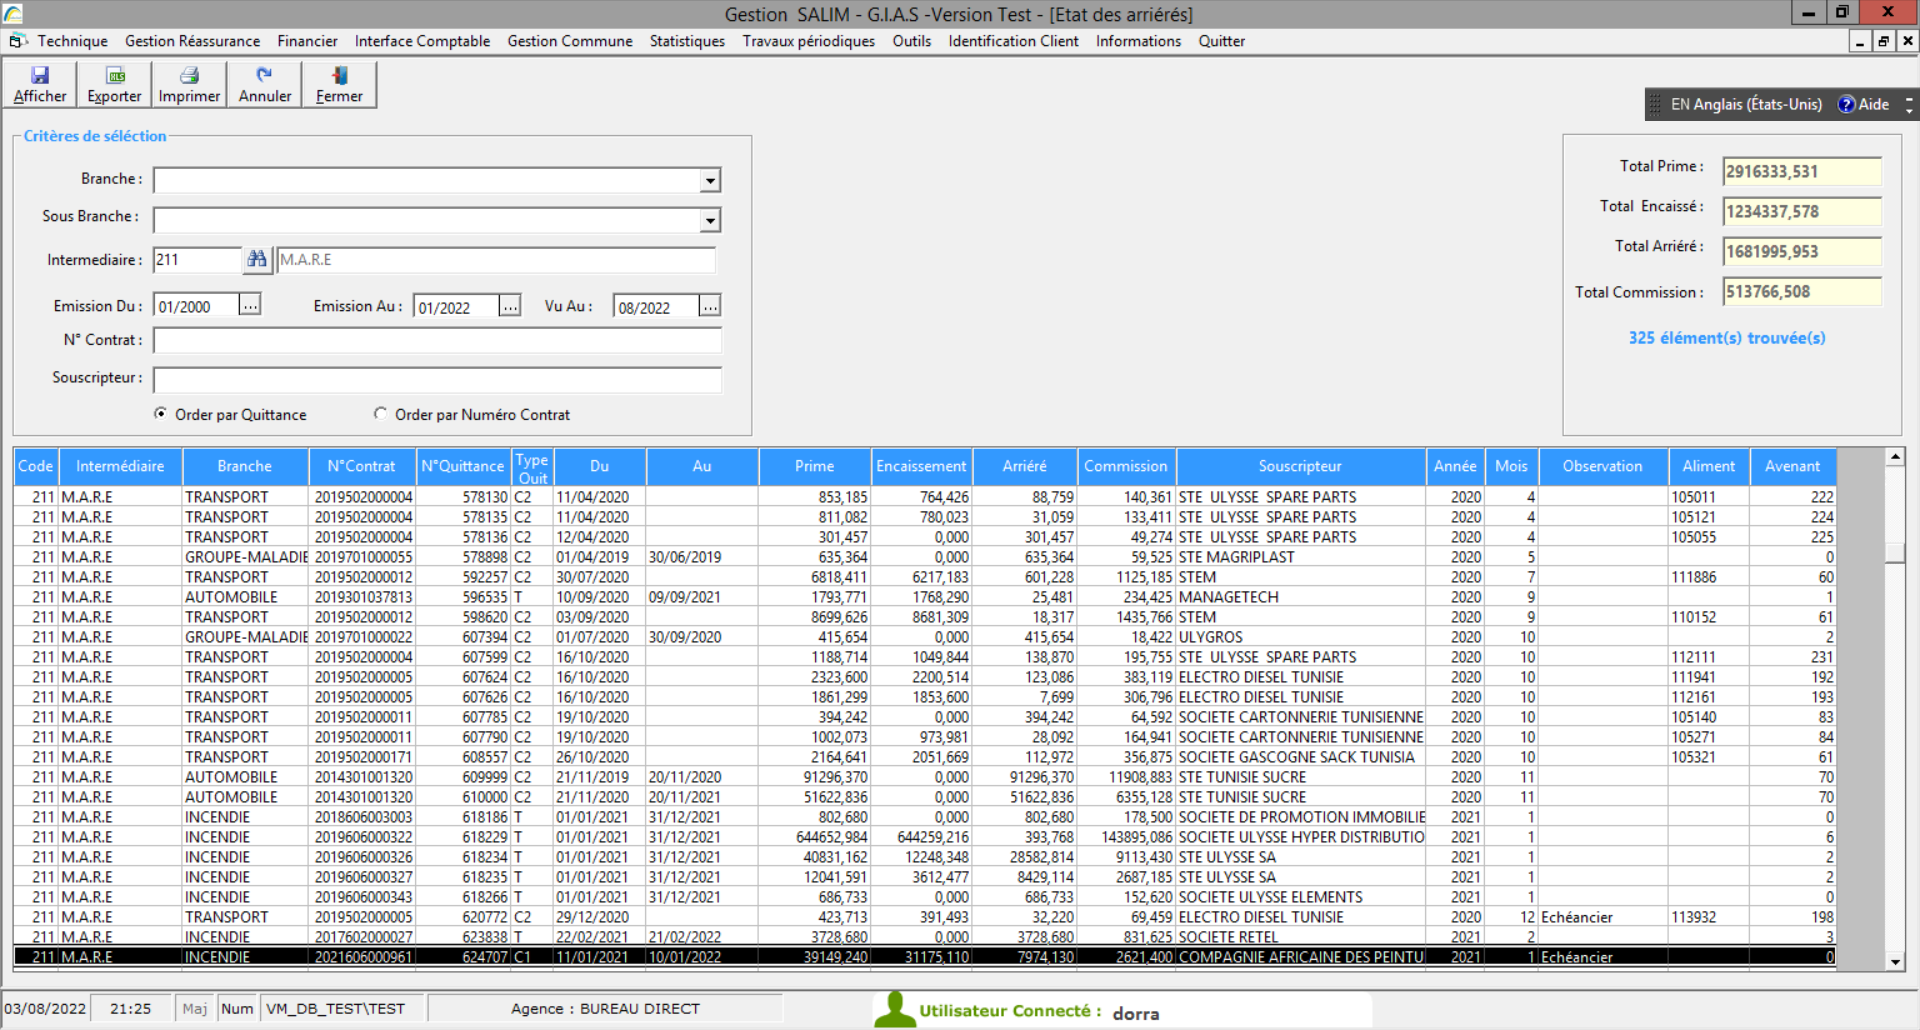 Gestion  SALIM - G.I.A.S -Version Test - [Etat des arriérés]
Technique Gestion Réassurance Financier Interface Comptable Gestion Commune Statistiques Travaux périodiques Outils Identification Client Informations Quitter
Afficher Exporter Imprimer Annuler Fermer
EN Anglais (États-Unis) Aide
Critères de séléction
Branche :
Sous Branche :
Intermediaire : 211 M.A.R.E
Emission Du : 01/2000 ... Emission Au : 01/2022 ... Vu Au : 08/2022 ...
N° Contrat :
Souscripteur :
Order par Quittance Order par Numéro Contrat
Total Prime : 2916333,531
Total  Encaissé : 1234337,578
Total Arriéré : 1681995,953
Total Commission : 513766,508
325 élément(s) trouvée(s)
Code Intermédiaire Branche N°Contrat N°Quittance Type Quit Du Au Prime Encaissement Arriéré Commission Souscripteur Année Mois Observation Aliment Avenant
211 M.A.R.E TRANSPORT 2019502000004 578130 C2 11/04/2020 853,185 764,426 88,759 140,361 STE  ULYSSE  SPARE PARTS 2020 4 105011 222
211 M.A.R.E TRANSPORT 2019502000004 578135 C2 11/04/2020 811,082 780,023 31,059 133,411 STE  ULYSSE  SPARE PARTS 2020 4 105121 224
211 M.A.R.E TRANSPORT 2019502000004 578136 C2 12/04/2020 301,457 0,000 301,457 49,274 STE  ULYSSE  SPARE PARTS 2020 4 105055 225
211 M.A.R.E GROUPE-MALADIE 2019701000055 578898 C2 01/04/2019 30/06/2019 635,364 0,000 635,364 59,525 STE MAGRIPLAST 2020 5 0
211 M.A.R.E TRANSPORT 2019502000012 592257 C2 30/07/2020 6818,411 6217,183 601,228 1125,185 STEM 2020 7 111886 60
211 M.A.R.E AUTOMOBILE 2019301037813 596535 T 10/09/2020 09/09/2021 1793,771 1768,290 25,481 234,425 MANAGETECH 2020 9 1
211 M.A.R.E TRANSPORT 2019502000012 598620 C2 03/09/2020 8699,626 8681,309 18,317 1435,766 STEM 2020 9 110152 61
211 M.A.R.E GROUPE-MALADIE 2019701000022 607394 C2 01/07/2020 30/09/2020 415,654 0,000 415,654 18,422 ULYGROS 2020 10 2
211 M.A.R.E TRANSPORT 2019502000004 607599 C2 16/10/2020 1188,714 1049,844 138,870 195,755 STE  ULYSSE  SPARE PARTS 2020 10 112111 231
211 M.A.R.E TRANSPORT 2019502000005 607624 C2 16/10/2020 2323,600 2200,514 123,086 383,119 ELECTRO DIESEL TUNISIE 2020 10 111941 192
211 M.A.R.E TRANSPORT 2019502000005 607626 C2 16/10/2020 1861,299 1853,600 7,699 306,796 ELECTRO DIESEL TUNISIE 2020 10 112161 193
211 M.A.R.E TRANSPORT 2019502000011 607785 C2 19/10/2020 394,242 0,000 394,242 64,592 SOCIETE CARTONNERIE TUNISIENNE 2020 10 105140 83
211 M.A.R.E TRANSPORT 2019502000011 607790 C2 19/10/2020 1002,073 973,981 28,092 164,941 SOCIETE CARTONNERIE TUNISIENNE 2020 10 105271 84
211 M.A.R.E TRANSPORT 2019502000171 608557 C2 26/10/2020 2164,641 2051,669 112,972 356,875 SOCIETE GASCOGNE SACK TUNISIA 2020 10 105321 61
211 M.A.R.E AUTOMOBILE 2014301001320 609999 C2 21/11/2019 20/11/2020 91296,370 0,000 91296,370 11908,883 STE TUNISIE SUCRE 2020 11 70
211 M.A.R.E AUTOMOBILE 2014301001320 610000 C2 21/11/2020 20/11/2021 51622,836 0,000 51622,836 6355,128 STE TUNISIE SUCRE 2020 11 70
211 M.A.R.E INCENDIE 2018606003003 618186 T 01/01/2021 31/12/2021 802,680 0,000 802,680 178,500 SOCIETE DE PROMOTION IMMOBILIE 2021 1 0
211 M.A.R.E INCENDIE 2019606000322 618229 T 01/01/2021 31/12/2021 644652,984 644259,216 393,768 143895,086 SOCIETE ULYSSE HYPER DISTRIBUTIO 2021 1 6
211 M.A.R.E INCENDIE 2019606000326 618234 T 01/01/2021 31/12/2021 40831,162 12248,348 28582,814 9113,430 STE ULYSSE SA 2021 1 2
211 M.A.R.E INCENDIE 2019606000327 618235 T 01/01/2021 31/12/2021 12041,591 3612,477 8429,114 2687,185 STE ULYSSE SA 2021 1 2
211 M.A.R.E INCENDIE 2019606000343 618266 T 01/01/2021 31/12/2021 686,733 0,000 686,733 152,620 SOCIETE ULYSSE ELEMENTS 2021 1 0
211 M.A.R.E TRANSPORT 2019502000005 620772 C2 29/12/2020 423,713 391,493 32,220 69,459 ELECTRO DIESEL TUNISIE 2020 12 Echéancier 113932 198
211 M.A.R.E INCENDIE 2017602000027 623838 T 22/02/2021 21/02/2022 3728,680 0,000 3728,680 831,625 SOCIETE RETEL 2021 2 3
211 M.A.R.E INCENDIE 2021606000961 624707 C1 11/01/2021 10/01/2022 39149,240 31175,110 7974,130 2621,400 COMPAGNIE AFRICAINE DES PEINTU 2021 1 Echéancier 0
03/08/2022 21:25 Maj Num VM_DB_TEST\TEST Agence : BUREAU DIRECT Utilisateur Connecté : dorra